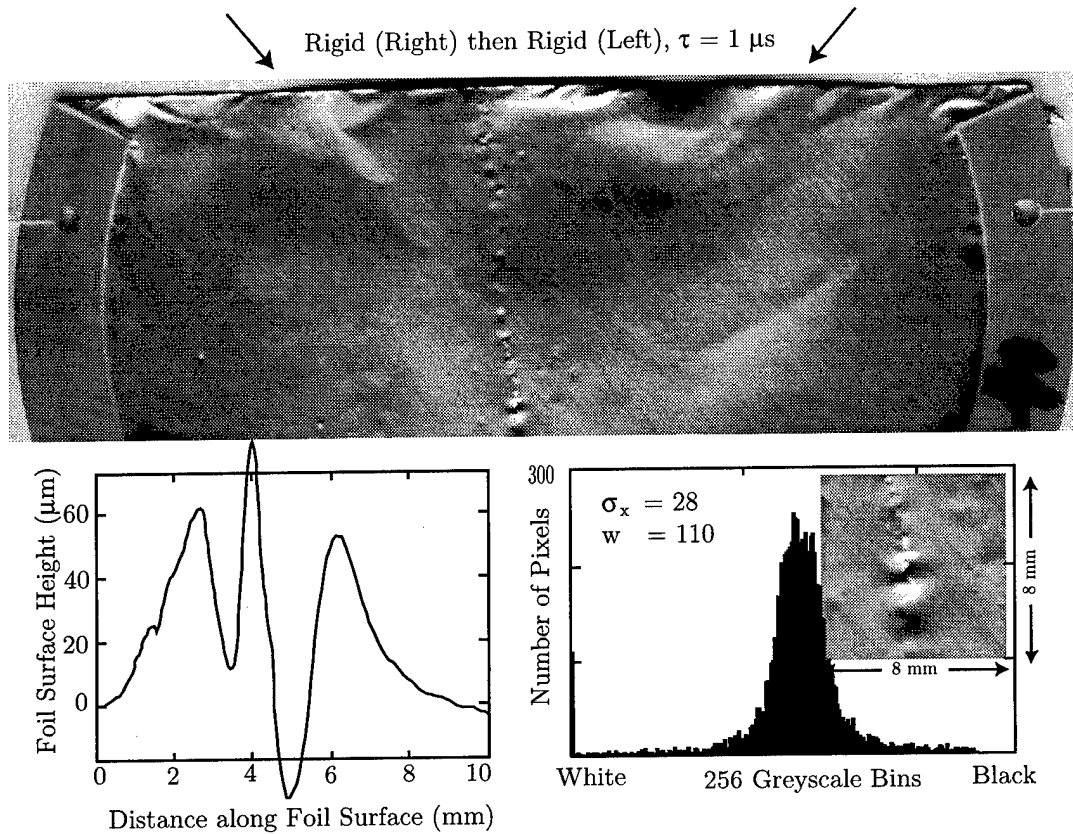 Rigid (Right) then Rigid (Left), τ = 1 μs
Foil Surface Height (μm)
60
40
20
0
0 2 4 6 8 10
Distance along Foil Surface (mm)
Number of Pixels
300
σx = 28
w = 110
8 mm
8 mm
White 256 Greyscale Bins Black